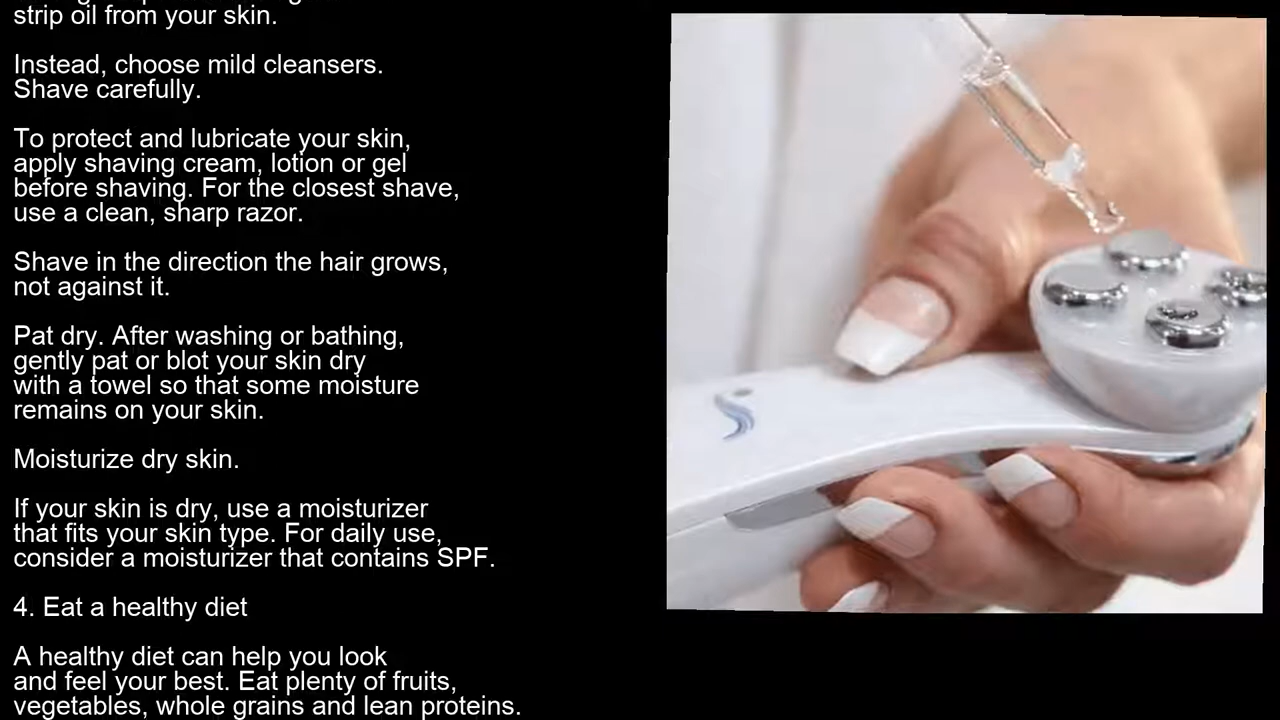 strip oil from your skin.
Instead, choose mild cleansers.
Shave carefully.
To protect and lubricate your skin,
apply shaving cream, lotion or gel
before shaving. For the closest shave,
use a clean, sharp razor.
Shave in the direction the hair grows,
not against it.
Pat dry. After washing or bathing,
gently pat or blot your skin dry
with a towel so that some moisture
remains on your skin.
Moisturize dry skin.
If your skin is dry, use a moisturizer
that fits your skin type. For daily use,
consider a moisturizer that contains SPF.
4. Eat a healthy diet
A healthy diet can help you look
and feel your best. Eat plenty of fruits,
vegetables, whole grains and lean proteins.